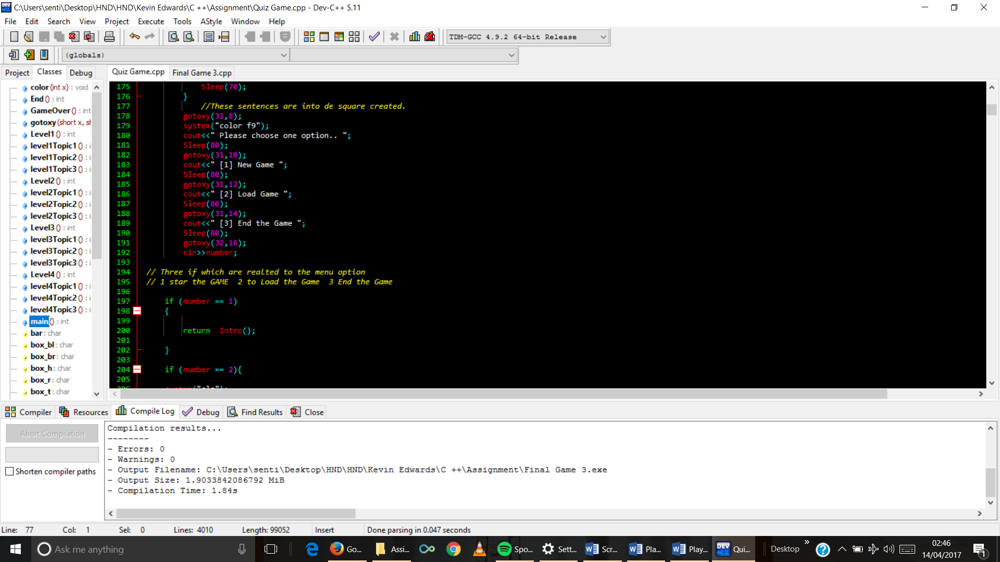 C:\Users\senti\Desktop\HND\HND\Kevin Edwards\C ++\Assignment\Quiz Game.cpp - Dev-C++ 5.11
File Edit Search View Project Execute Tools AStyle Window Help
TDM-GCC 4.9.2 64-bit Release
(globals)
Project Classes Debug
Quiz Game.cpp Final Game 3.cpp
color (int x) : void
End () : int
GameOver () : int
gotoxy (short x, sh
Level1 () : int
level1Topic1 () : i
level1Topic2 () : i
level1Topic3 () : i
Level2 () : int
level2Topic1 () : i
level2Topic2 () : i
level2Topic3 () : i
Level3 () : int
level3Topic1 () : i
level3Topic2 () : i
level3Topic3 () : i
Level4 () : int
level4Topic1 () : i
level4Topic2 () : i
level4Topic3 () : i
main () : int
bar : char
box_bl : char
box_br : char
box_h : char
box_r : char
box_t : char
175 Sleep(70);
176 }
177 //These sentences are into de square created.
178 gotoxy(31,8);
179 system("color f9");
180 cout<<" Please choose one option.. ";
181 Sleep(80);
182 gotoxy(31,10);
183 cout<<" [1] New Game ";
184 Sleep(80);
185 gotoxy(31,12);
186 cout<<" [2] Load Game ";
187 Sleep(80);
188 gotoxy(31,14);
189 cout<<" [3] End the Game ";
190 Sleep(80);
191 gotoxy(32,16);
192 cin>>number;
193
194 // Three if which are realted to the menu option
195 // 1 star the GAME 2 to Load the Game 3 End the Game
196
197 if (number == 1)
198 {
199
200 return Intro();
201
202 }
203
204 if (number == 2){
205
206 system("cls");
Compiler Resources Compile Log Debug Find Results Close
Abort Compilation
Shorten compiler paths
Compilation results...
--------
- Errors: 0
- Warnings: 0
- Output Filename: C:\Users\senti\Desktop\HND\HND\Kevin Edwards\C ++\Assignment\Final Game 3.exe
- Output Size: 1.9033842086792 MiB
- Compilation Time: 1.84s
Line: 77 Col: 1 Sel: 0 Lines: 4010 Length: 99052 Insert Done parsing in 0.047 seconds
Ask me anything
Go... Assi... Spo... Sett... Scr... Pla... Play... DEV Qui... Desktop
02:46
14/04/2017
1